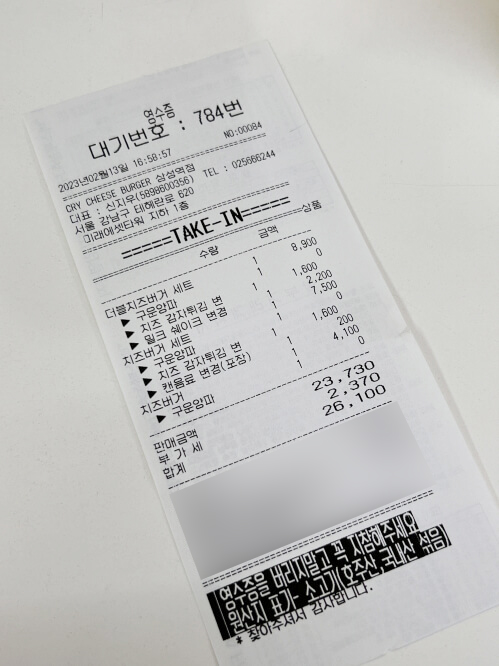 영수증
대기번호 : 784번
2023년02월13일 16:58:57 NO:00084
CRY CHEESE BURGER 삼성역점
대표 : 신지우(5898600356) TEL : 025666244
서울 강남구 테헤란로 620
미래에셋타워 지하 1층
=====TAKE-IN=====
상품 수량 금액
더블치즈버거 세트 1 8,900
▶ 구운양파 1 0
▶ 치즈 감자튀김 변 1 1,600
▶ 밀크 쉐이크 변경 1 2,200
치즈버거 세트 1 7,500
▶ 구운양파 1 0
▶ 치즈 감자튀김 변 1 1,600
▶ 캔음료 변경(포장) 1 200
치즈버거 1 4,100
▶ 구운양파 1 0
판매금액 23,730
부 가 세 2,370
합계 26,100
영수증을 버리지말고 꼭 지참해주세요
원산지 표기- 소고기(호주산,국내산 섞음)
* 찾아주셔서 감사합니다.